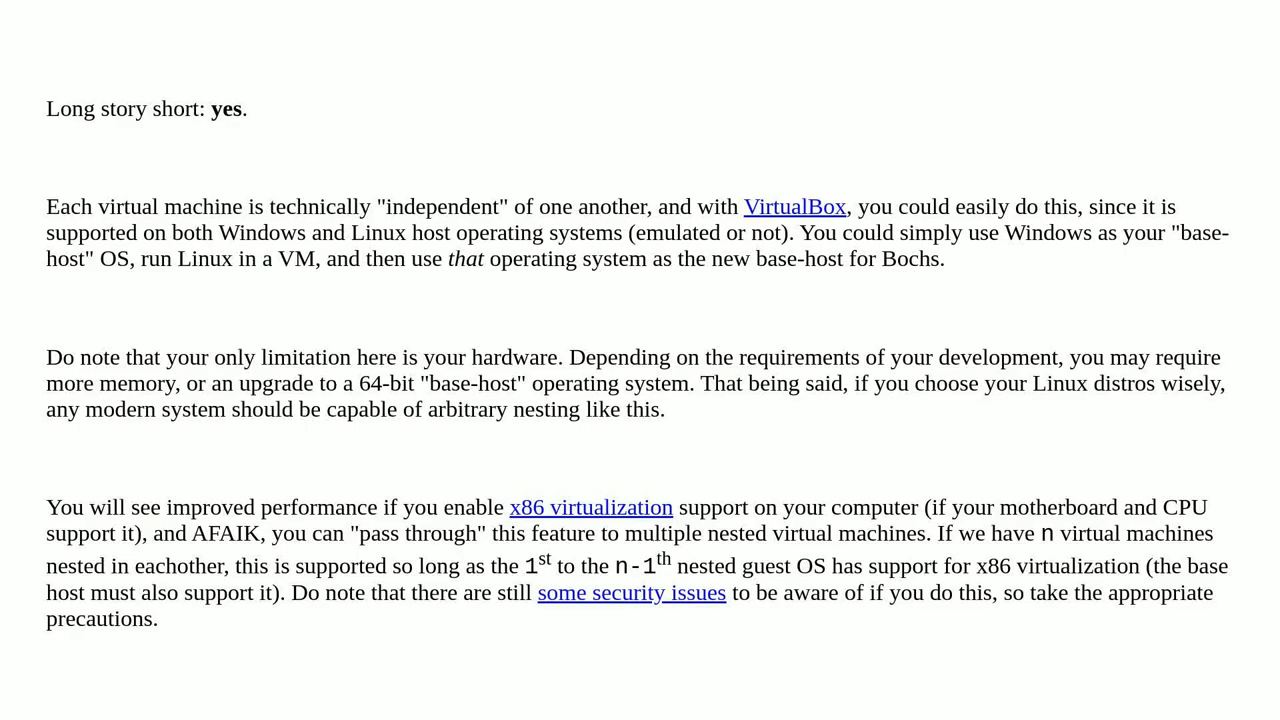 Long story short: yes.
Each virtual machine is technically "independent" of one another, and with VirtualBox, you could easily do this, since it is
supported on both Windows and Linux host operating systems (emulated or not). You could simply use Windows as your "base-
host" OS, run Linux in a VM, and then use that operating system as the new base-host for Bochs.
Do note that your only limitation here is your hardware. Depending on the requirements of your development, you may require
more memory, or an upgrade to a 64-bit "base-host" operating system. That being said, if you choose your Linux distros wisely,
any modern system should be capable of arbitrary nesting like this.
You will see improved performance if you enable x86 virtualization support on your computer (if your motherboard and CPU
support it), and AFAIK, you can "pass through" this feature to multiple nested virtual machines. If we have n virtual machines
nested in eachother, this is supported so long as the 1st to the n-1th nested guest OS has support for x86 virtualization (the base
host must also support it). Do note that there are still some security issues to be aware of if you do this, so take the appropriate
precautions.